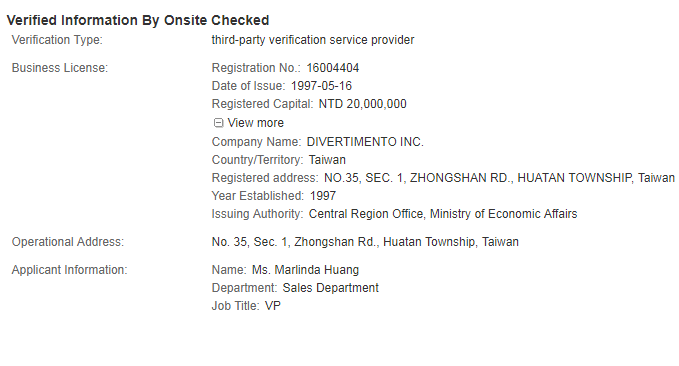 Verified Information By Onsite Checked
Verification Type: third-party verification service provider
Business License: Registration No.: 16004404
Date of Issue: 1997-05-16
Registered Capital: NTD 20,000,000
View more
Company Name: DIVERTIMENTO INC.
Country/Territory: Taiwan
Registered address: NO.35, SEC. 1, ZHONGSHAN RD., HUATAN TOWNSHIP, Taiwan
Year Established: 1997
Issuing Authority: Central Region Office, Ministry of Economic Affairs
Operational Address: No. 35, Sec. 1, Zhongshan Rd., Huatan Township, Taiwan
Applicant Information: Name: Ms. Marlinda Huang
Department: Sales Department
Job Title: VP